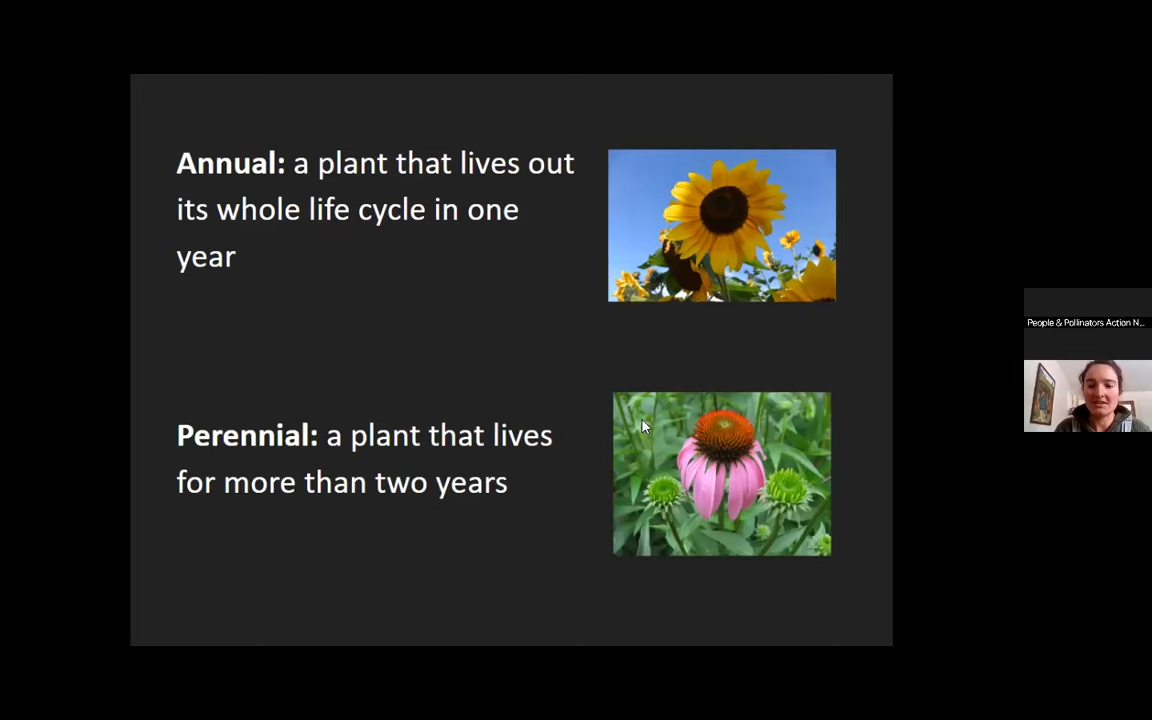 Annual: a plant that lives out
its whole life cycle in one
year
People & Pollinators Action N...
Perennial: a plant that lives
for more than two years